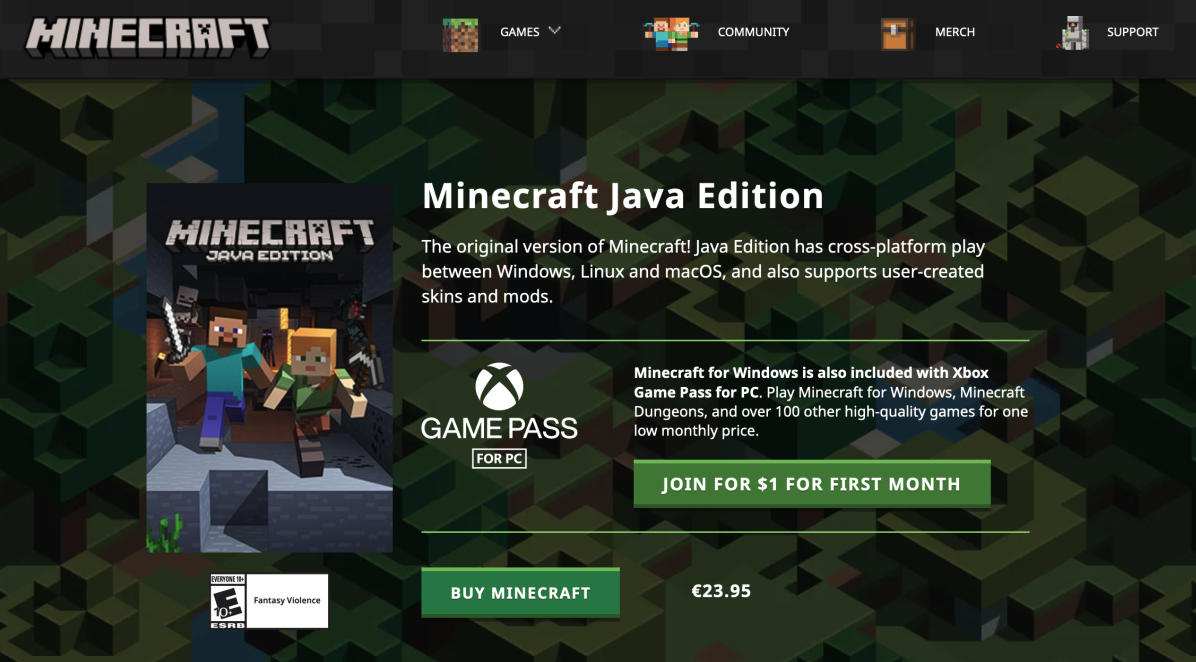 MINECRAFT
GAMES
COMMUNITY
MERCH
SUPPORT
MINECRAFT
JAVA EDITION
EVERYONE 10+
E
10+
ESRB
Fantasy Violence
Minecraft Java Edition
The original version of Minecraft! Java Edition has cross-platform play
between Windows, Linux and macOS, and also supports user-created
skins and mods.
GAME PASS
FOR PC
Minecraft for Windows is also included with Xbox
Game Pass for PC. Play Minecraft for Windows, Minecraft
Dungeons, and over 100 other high-quality games for one
low monthly price.
JOIN FOR $1 FOR FIRST MONTH
BUY MINECRAFT
€23.95